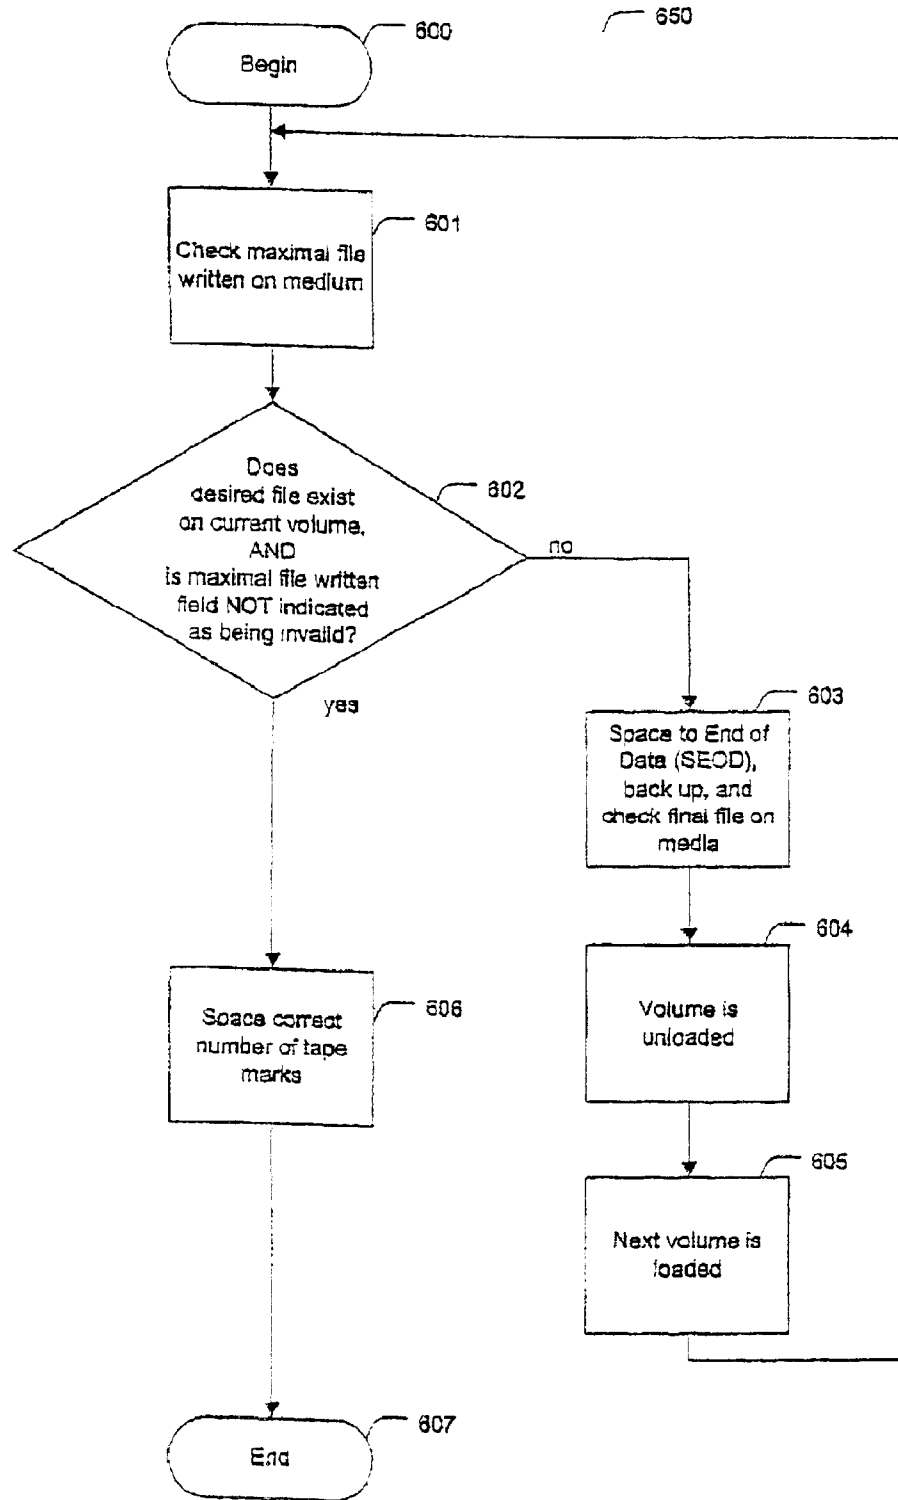 600
650
Begin
601
Check maximal file
written on medium
602
Does
desired file exist
on current volume,
AND
is maximal file written
field NOT indicated
as being invalid?
no
yes
603
Space to End of
Data (SEOD),
back up, and
check final file on
media
604
Volume is
unloaded
606
Space correct
number of tape
marks
605
Next volume is
loaded
607
End